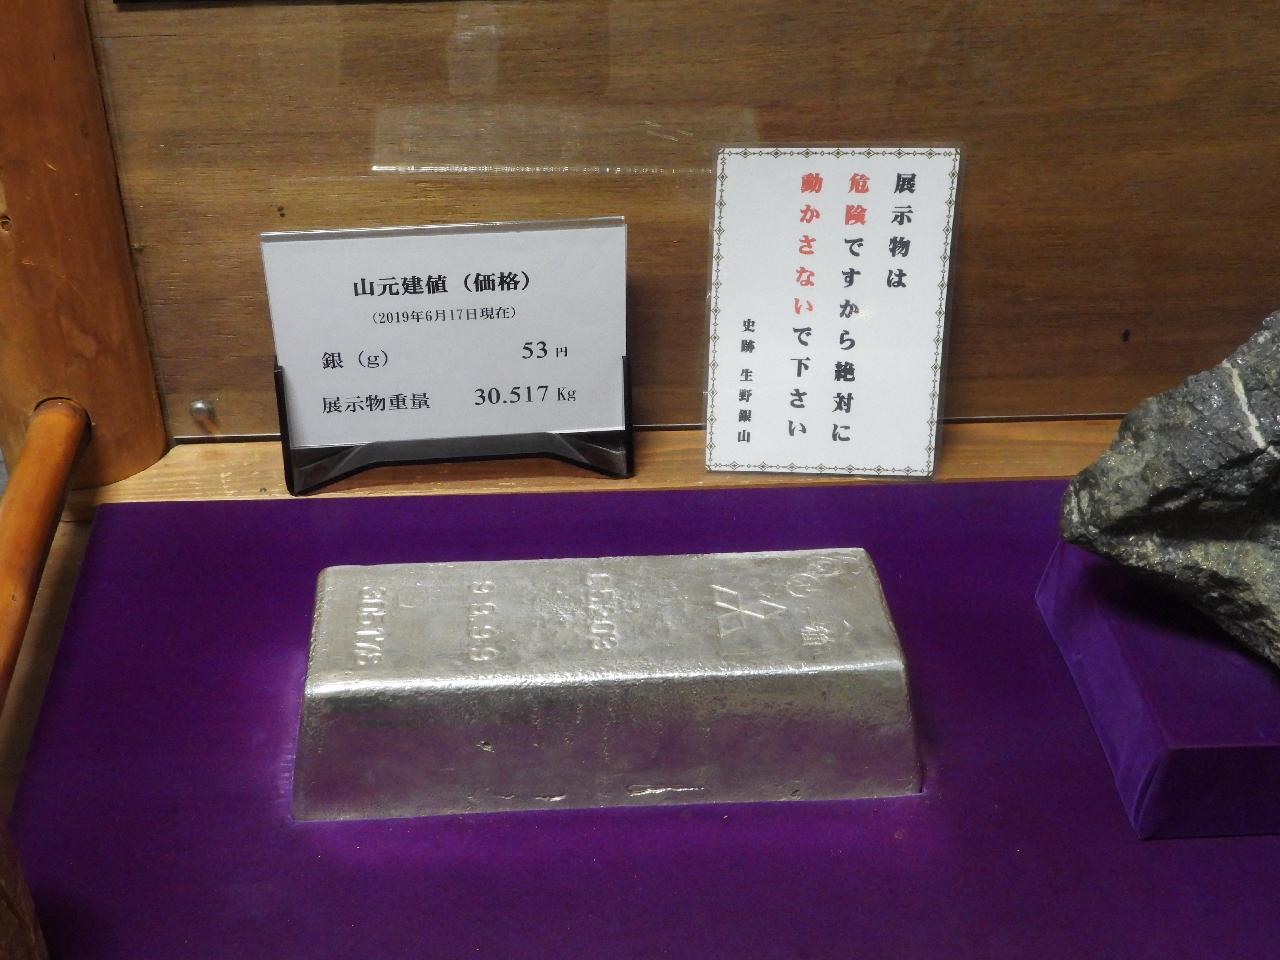 山元建値（価格）
（2019年6月17日現在）
銀（g） 53 円
展示物重量 30.517 Kg
展示物は
危険ですから絶対に
動かさないで下さい
史跡 生野銀山
99.99